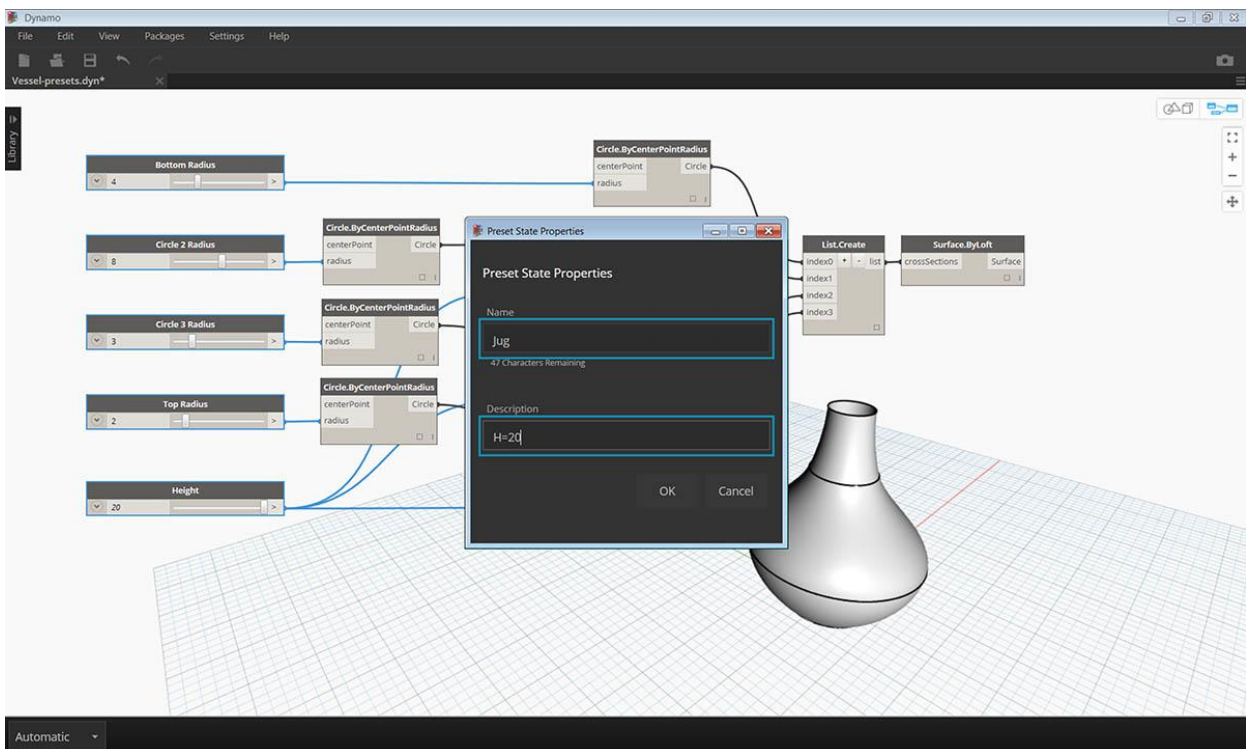 Dynamo
File Edit View Packages Settings Help
Vessel-presets.dyn*
Library
Bottom Radius
4
>
Circle 2 Radius
8
>
Circle 3 Radius
3
>
Top Radius
2
>
Height
20
>
Circle.ByCenterPointRadius
centerPoint Circle
radius
Circle.ByCenterPointRadius
centerPoint Circle
radius
Circle.ByCenterPointRadius
centerPoint Circle
radius
Circle.ByCenterPointRadius
centerPoint Circle
radius
Preset State Properties
Preset State Properties
Name
Jug
47 Characters Remaining
Description
H=20
OK Cancel
List.Create
index0 + - list
index1
index2
index3
Surface.ByLoft
crossSections Surface
Automatic